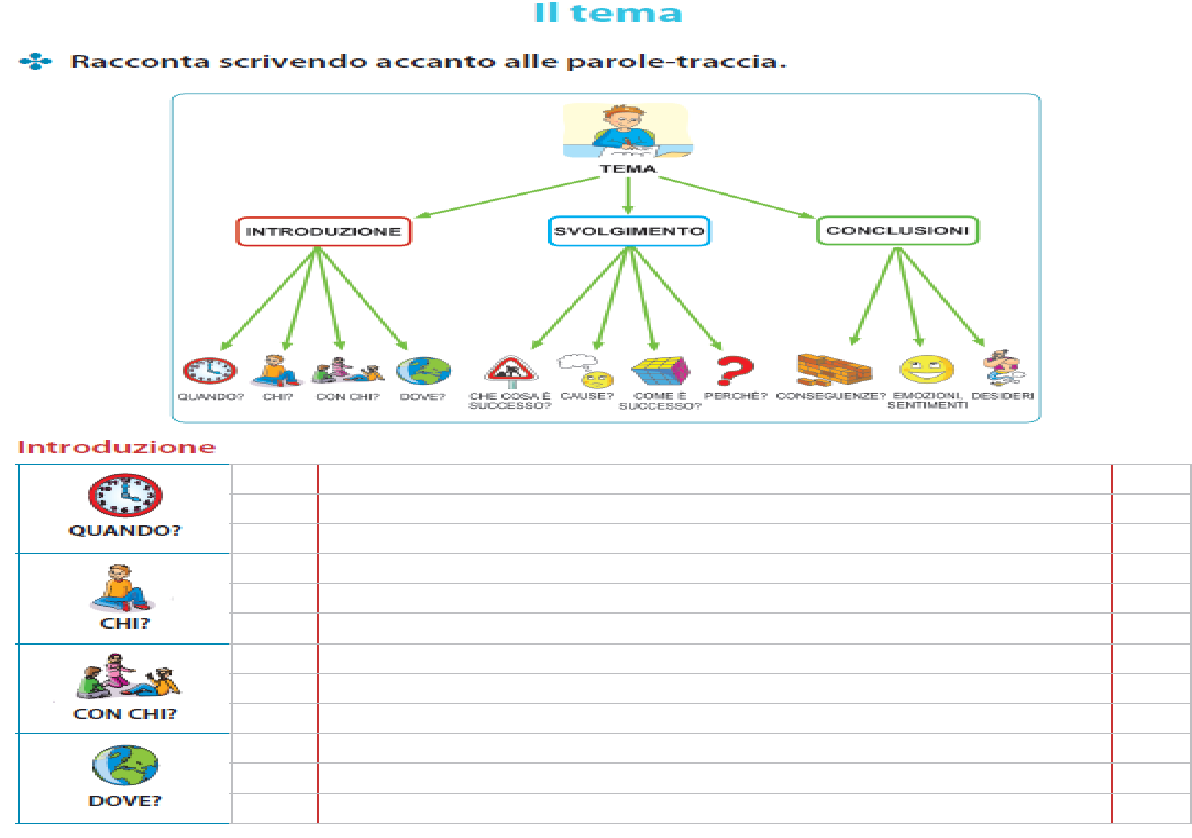 Il tema
Racconta scrivendo accanto alle parole-traccia.
TEMA
INTRODUZIONE
SVOLGIMENTO
CONCLUSIONI
QUANDO?
CHI?
CON CHI?
DOVE?
CHE COSA È
SUCCESSO?
CAUSE?
COME È
SUCCESSO?
PERCHÉ?
CONSEGUENZE?
EMOZIONI,
SENTIMENTI
DESIDERI
Introduzione
QUANDO?
CHI?
CON CHI?
DOVE?